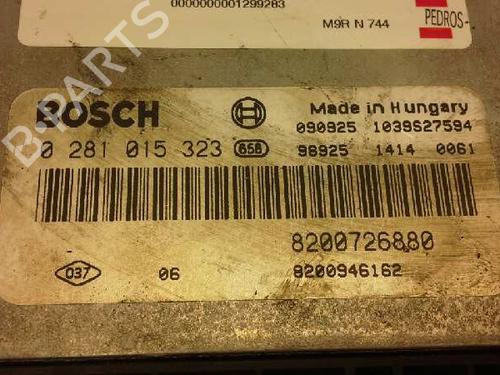 0000000001299283
M9R N 744
PEDROS-
B-PARTS
BOSCH
Made in Hungary
090925 1039S27594
0 281 015 323 658
98925 1414 0061
8200726880
037 06 8200946162